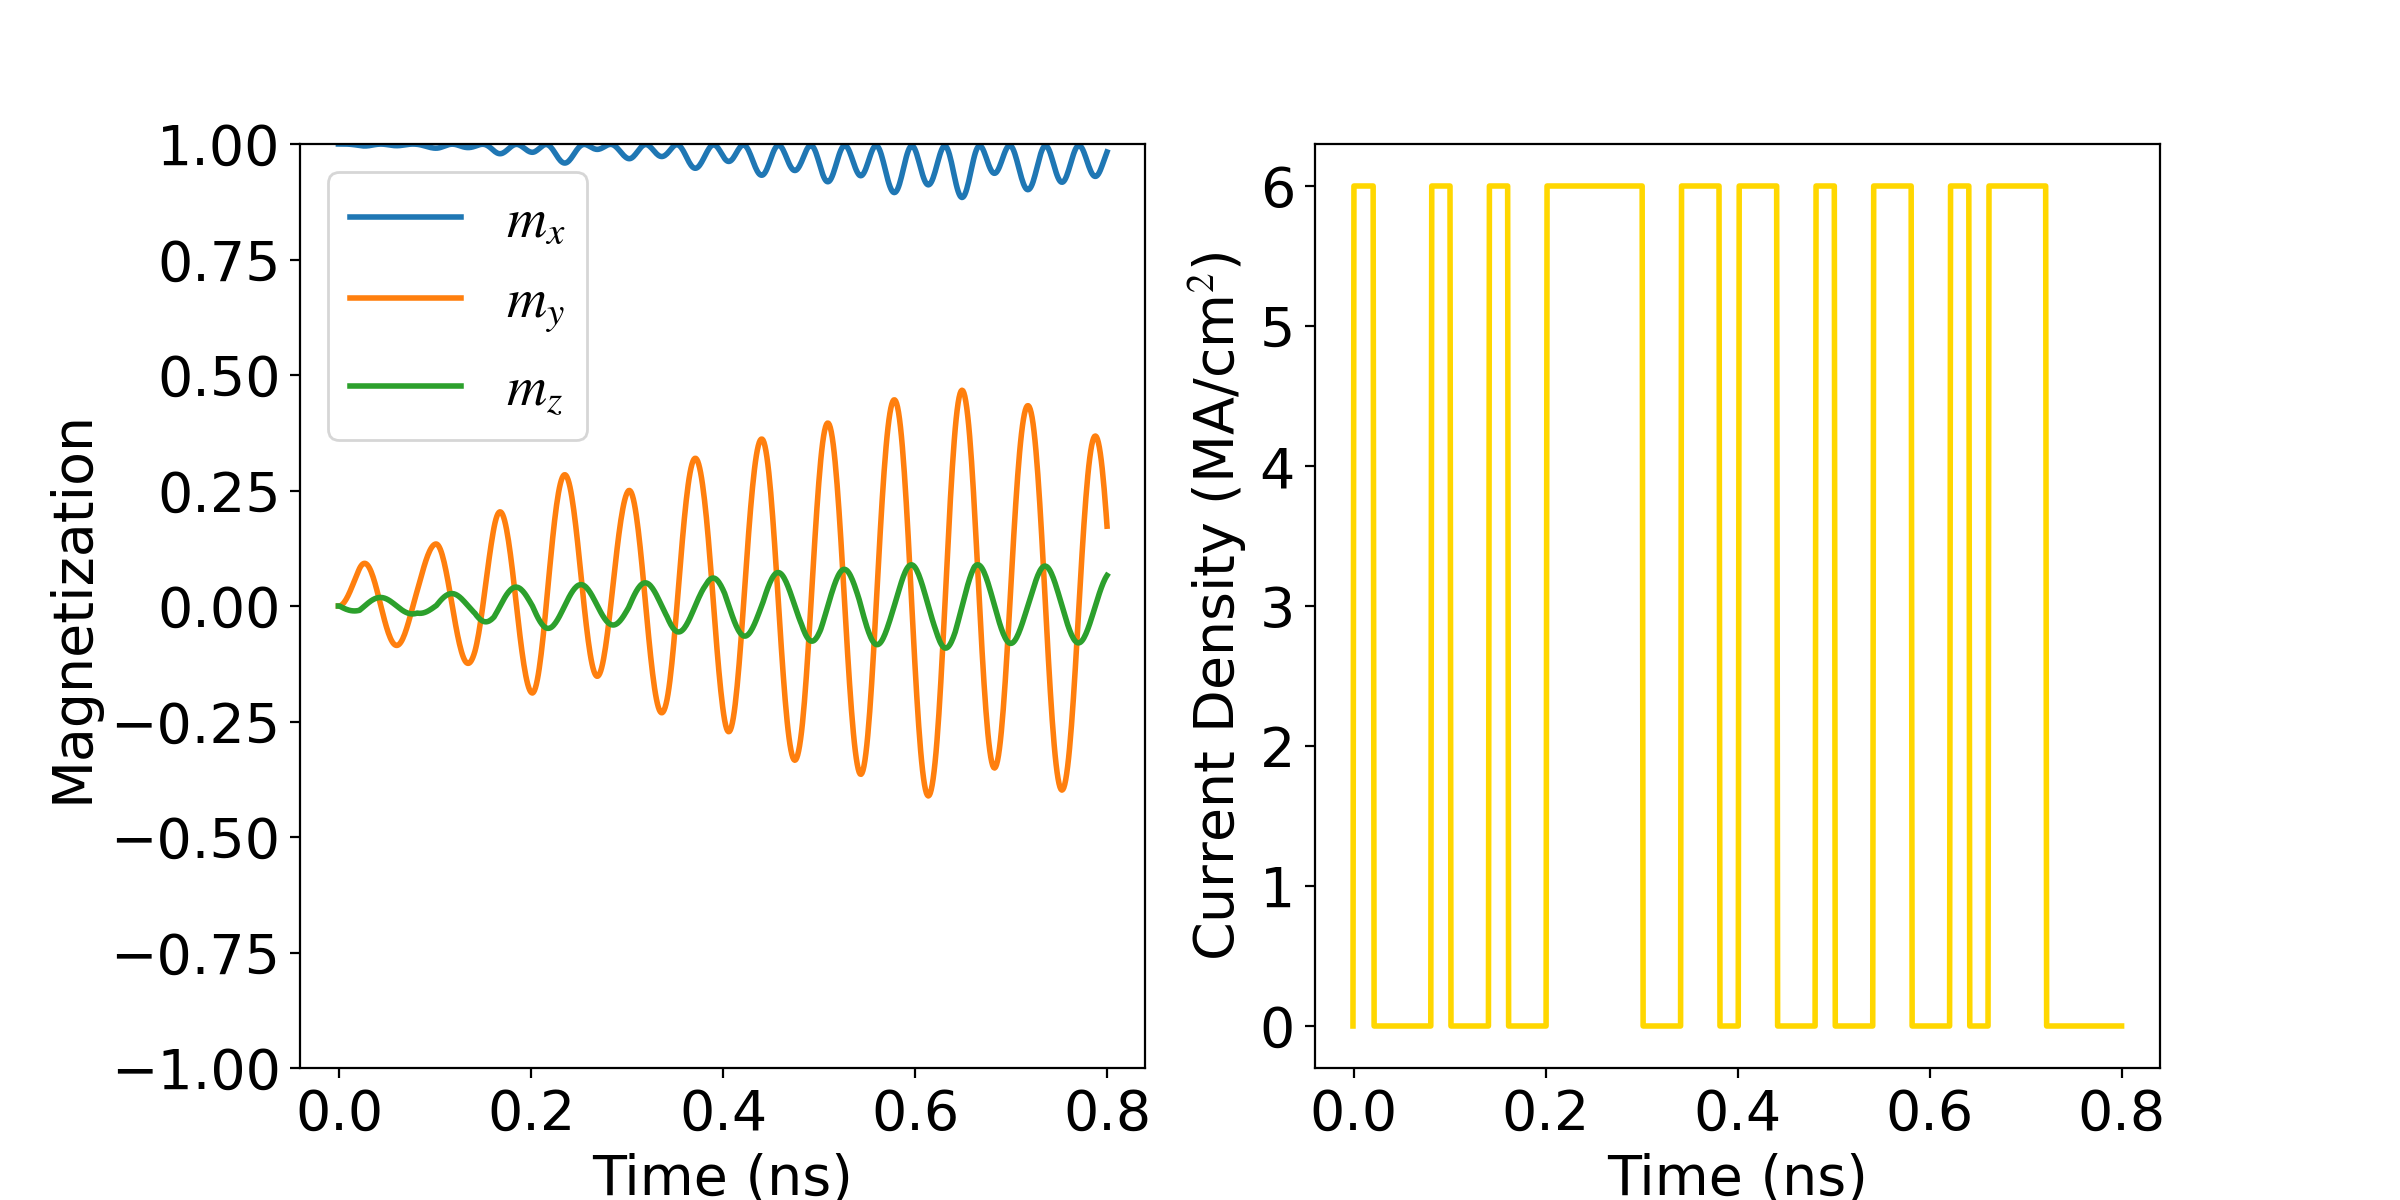 Magnetization
1.00
0.75
0.50
0.25
0.00
−0.25
−0.50
−0.75
−1.00
m_x
m_y
m_z
0.0 0.2 0.4 0.6 0.8
Time (ns)
Current Density (MA/cm²)
6
5
4
3
2
1
0
0.0 0.2 0.4 0.6 0.8
Time (ns)